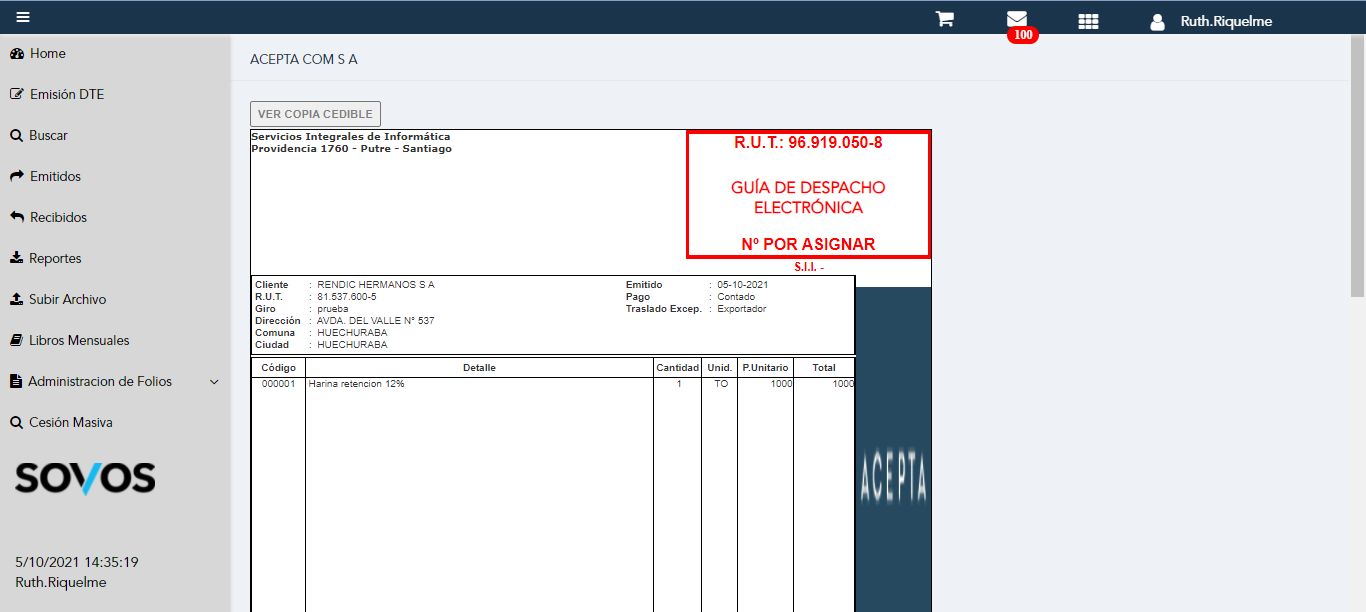 Ruth.Riquelme
100
Home
Emisión DTE
Buscar
Emitidos
Recibidos
Reportes
Subir Archivo
Libros Mensuales
Administracion de Folios
Cesión Masiva
SOVOS
5/10/2021 14:35:19
Ruth.Riquelme
ACEPTA COM S A
VER COPIA CEDIBLE
Servicios Integrales de Informática
Providencia 1760 - Putre - Santiago
R.U.T.: 96.919.050-8
GUÍA DE DESPACHO
ELECTRÓNICA
Nº POR ASIGNAR
S.I.I. -
Cliente : RENDIC HERMANOS S A Emitido : 05-10-2021
R.U.T. : 81.537.600-5 Pago : Contado
Giro : prueba Traslado Excep. : Exportador
Dirección : AVDA. DEL VALLE N° 537
Comuna : HUECHURABA
Ciudad : HUECHURABA
Código Detalle Cantidad Unid. P.Unitario Total
000001 Harina retencion 12% 1 TO 1000 1000
ACEPTA